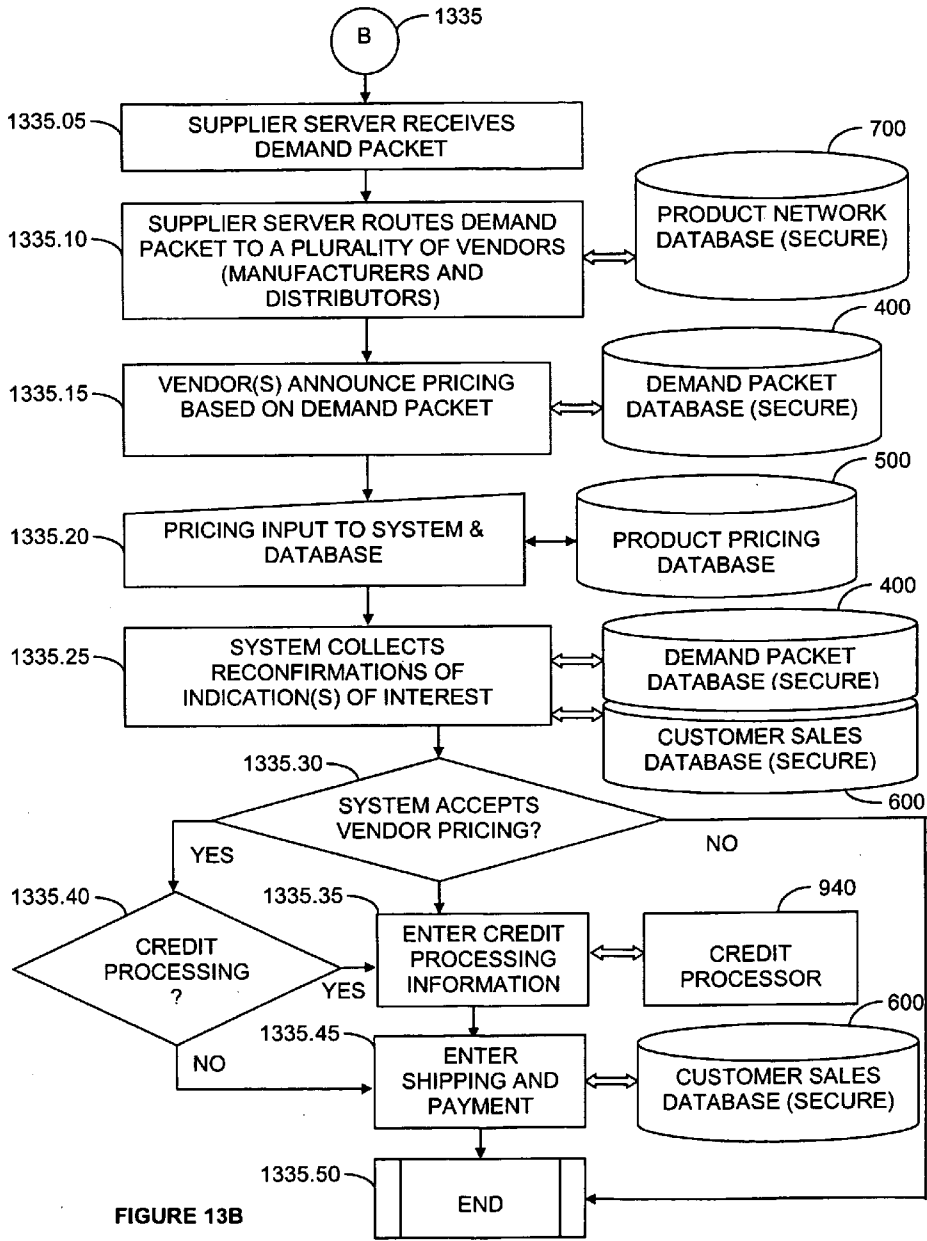 B
1335
1335.05
SUPPLIER SERVER RECEIVES
DEMAND PACKET
700
1335.10
SUPPLIER SERVER ROUTES DEMAND
PACKET TO A PLURALITY OF VENDORS
(MANUFACTURERS AND
DISTRIBUTORS)
PRODUCT NETWORK
DATABASE (SECURE)
400
1335.15
VENDOR(S) ANNOUNCE PRICING
BASED ON DEMAND PACKET
DEMAND PACKET
DATABASE (SECURE)
500
1335.20
PRICING INPUT TO SYSTEM &
DATABASE
PRODUCT PRICING
DATABASE
400
1335.25
SYSTEM COLLECTS
RECONFIRMATIONS OF
INDICATION(S) OF INTEREST
DEMAND PACKET
DATABASE (SECURE)
CUSTOMER SALES
DATABASE (SECURE)
600
1335.30
SYSTEM ACCEPTS
VENDOR PRICING?
YES
NO
1335.40
CREDIT
PROCESSING
?
YES
NO
1335.35
ENTER CREDIT
PROCESSING
INFORMATION
940
CREDIT
PROCESSOR
600
1335.45
ENTER
SHIPPING AND
PAYMENT
CUSTOMER SALES
DATABASE (SECURE)
1335.50
END
FIGURE 13B